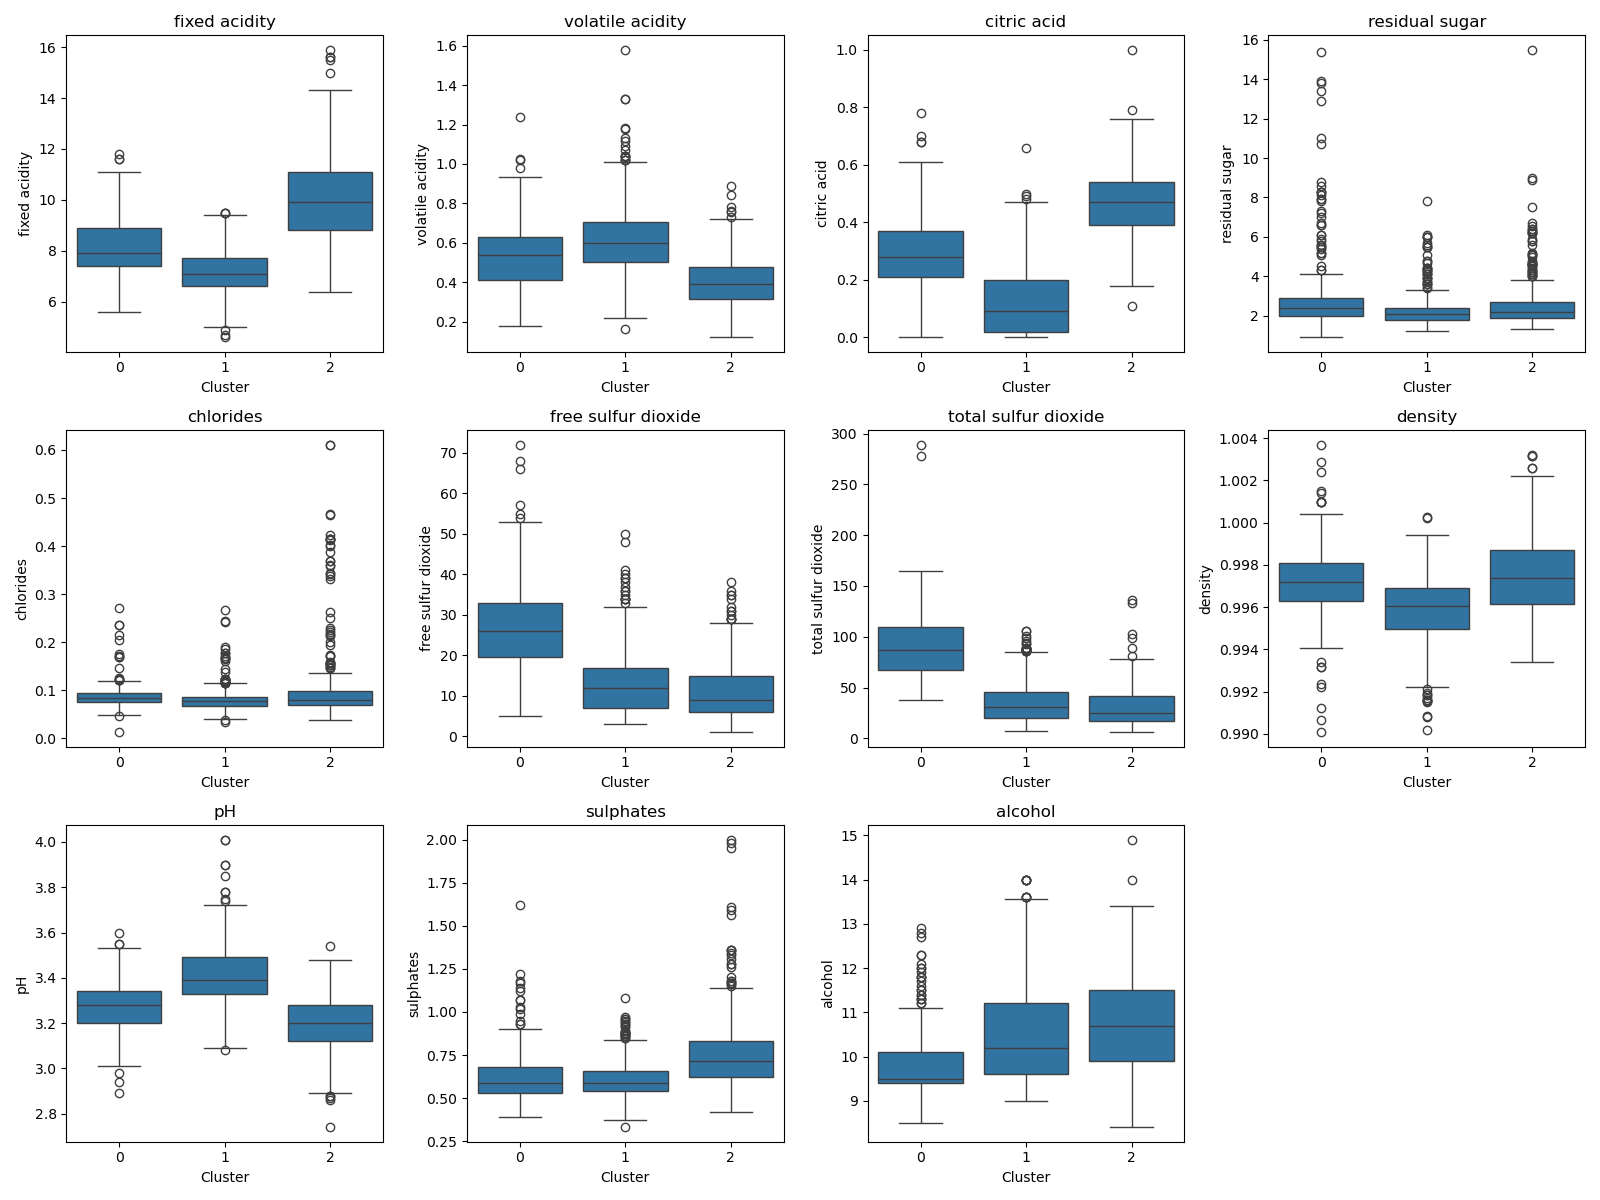 fixed acidity
volatile acidity
citric acid
residual sugar
16
14
12
10
8
6
fixed acidity
0 1 2
Cluster
1.6
1.4
1.2
1.0
0.8
0.6
0.4
0.2
volatile acidity
0 1 2
Cluster
1.0
0.8
0.6
0.4
0.2
0.0
citric acid
0 1 2
Cluster
16
14
12
10
8
6
4
2
residual sugar
0 1 2
Cluster
chlorides
free sulfur dioxide
total sulfur dioxide
density
0.6
0.5
0.4
0.3
0.2
0.1
0.0
chlorides
0 1 2
Cluster
70
60
50
40
30
20
10
0
free sulfur dioxide
0 1 2
Cluster
300
250
200
150
100
50
0
total sulfur dioxide
0 1 2
Cluster
1.004
1.002
1.000
0.998
0.996
0.994
0.992
0.990
density
0 1 2
Cluster
pH
sulphates
alcohol
4.0
3.8
3.6
3.4
3.2
3.0
2.8
pH
0 1 2
Cluster
2.00
1.75
1.50
1.25
1.00
0.75
0.50
0.25
sulphates
0 1 2
Cluster
15
14
13
12
11
10
9
alcohol
0 1 2
Cluster